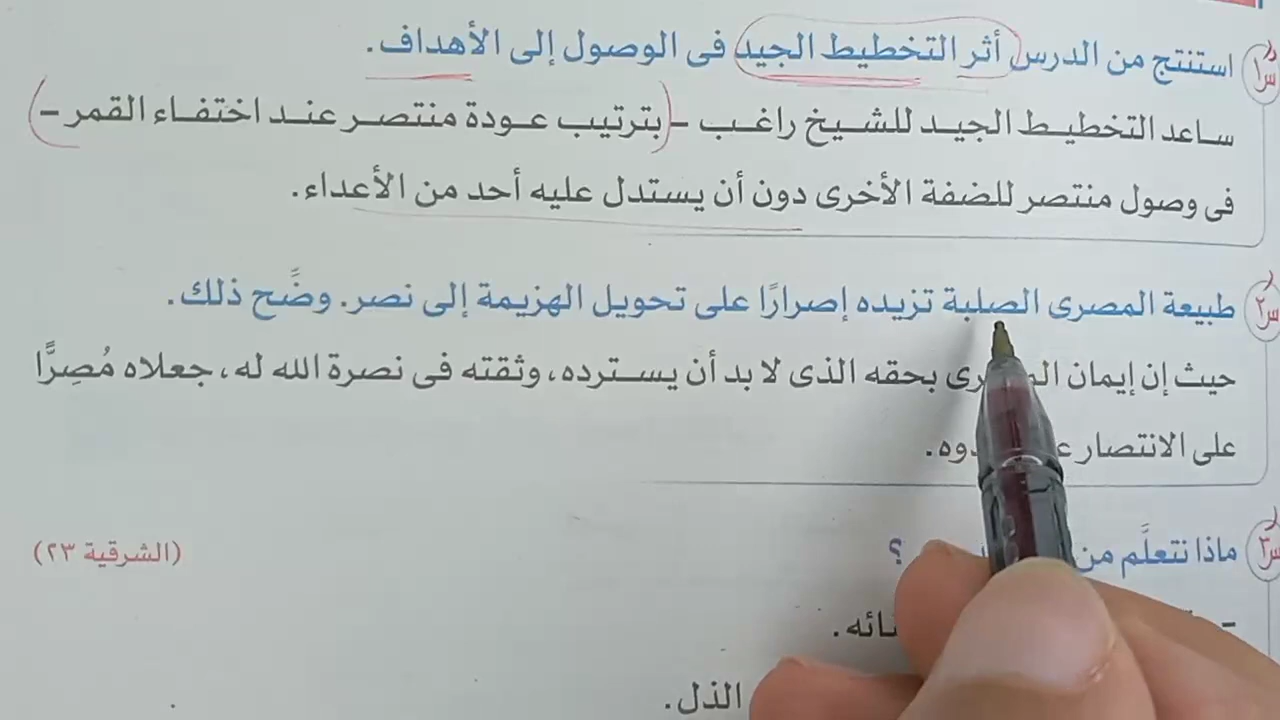 س١ استنتج من الدرس أثر التخطيط الجيد فى الوصول إلى الأهداف.
ساعد التخطيط الجيد للشيخ راغب - بترتيب عودة منتصر عند اختفاء القمر -
فى وصول منتصر للضفة الأخرى دون أن يستدل عليه أحد من الأعداء.
س٢ طبيعة المصرى الصلبة تزيده إصرارًا على تحويل الهزيمة إلى نصر. وضَّح ذلك.
حيث إن إيمان بحقه الذى لا بد أن يسترده، وثقته فى نصرة الله له، جعلاه مُصِرًّا
على الانتصار
س٣ ماذا نتعلَّم من ؟ (الشرقية ٢٣)
-
الذل.